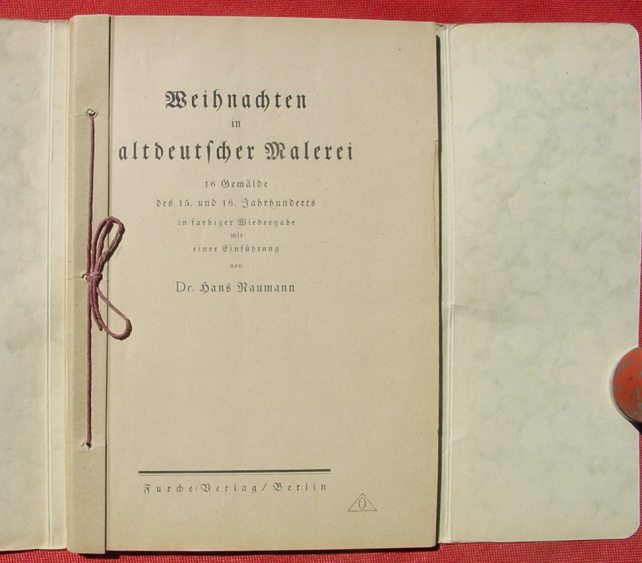 Weihnachten
in
altdeutſcher Malerei
16 Gemälde
des 15. und 16. Jahrhunderts
in farbiger Wiedergabe
mit
einer Einführung
von
Dr. Hans Naumann
Furche-Verlag / Berlin
O